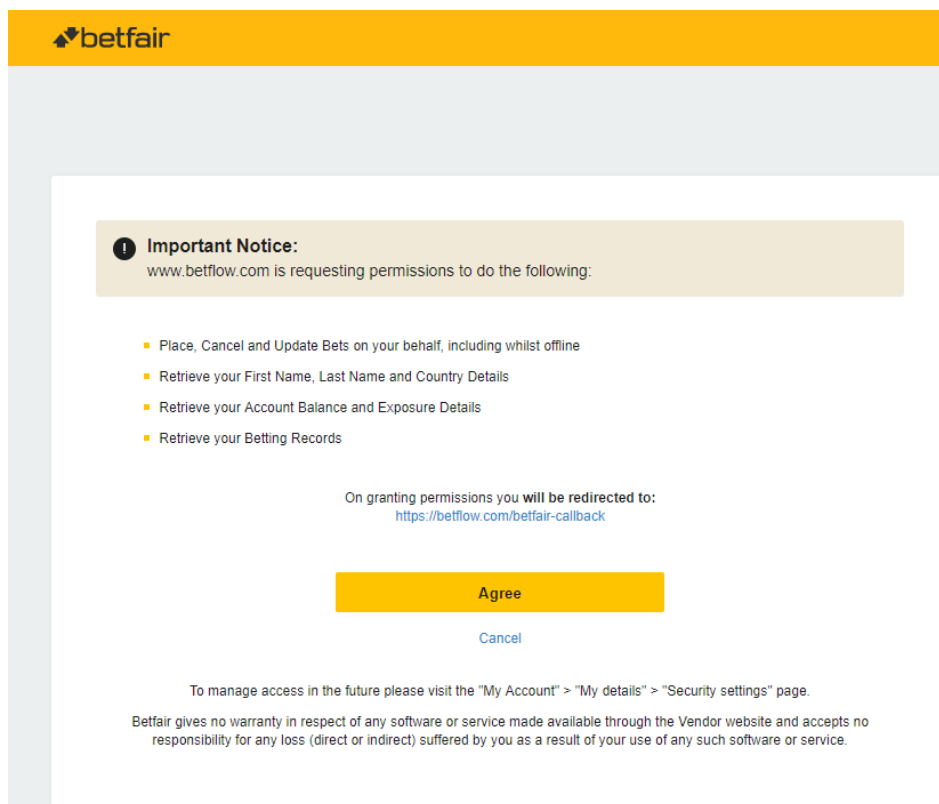 betfair
Important Notice:
www.betflow.com is requesting permissions to do the following:
Place, Cancel and Update Bets on your behalf, including whilst offline
Retrieve your First Name, Last Name and Country Details
Retrieve your Account Balance and Exposure Details
Retrieve your Betting Records
On granting permissions you will be redirected to:
https://betflow.com/betfair-callback
Agree
Cancel
To manage access in the future please visit the "My Account" > "My details" > "Security settings" page.
Betfair gives no warranty in respect of any software or service made available through the Vendor website and accepts no
responsibility for any loss (direct or indirect) suffered by you as a result of your use of any such software or service.